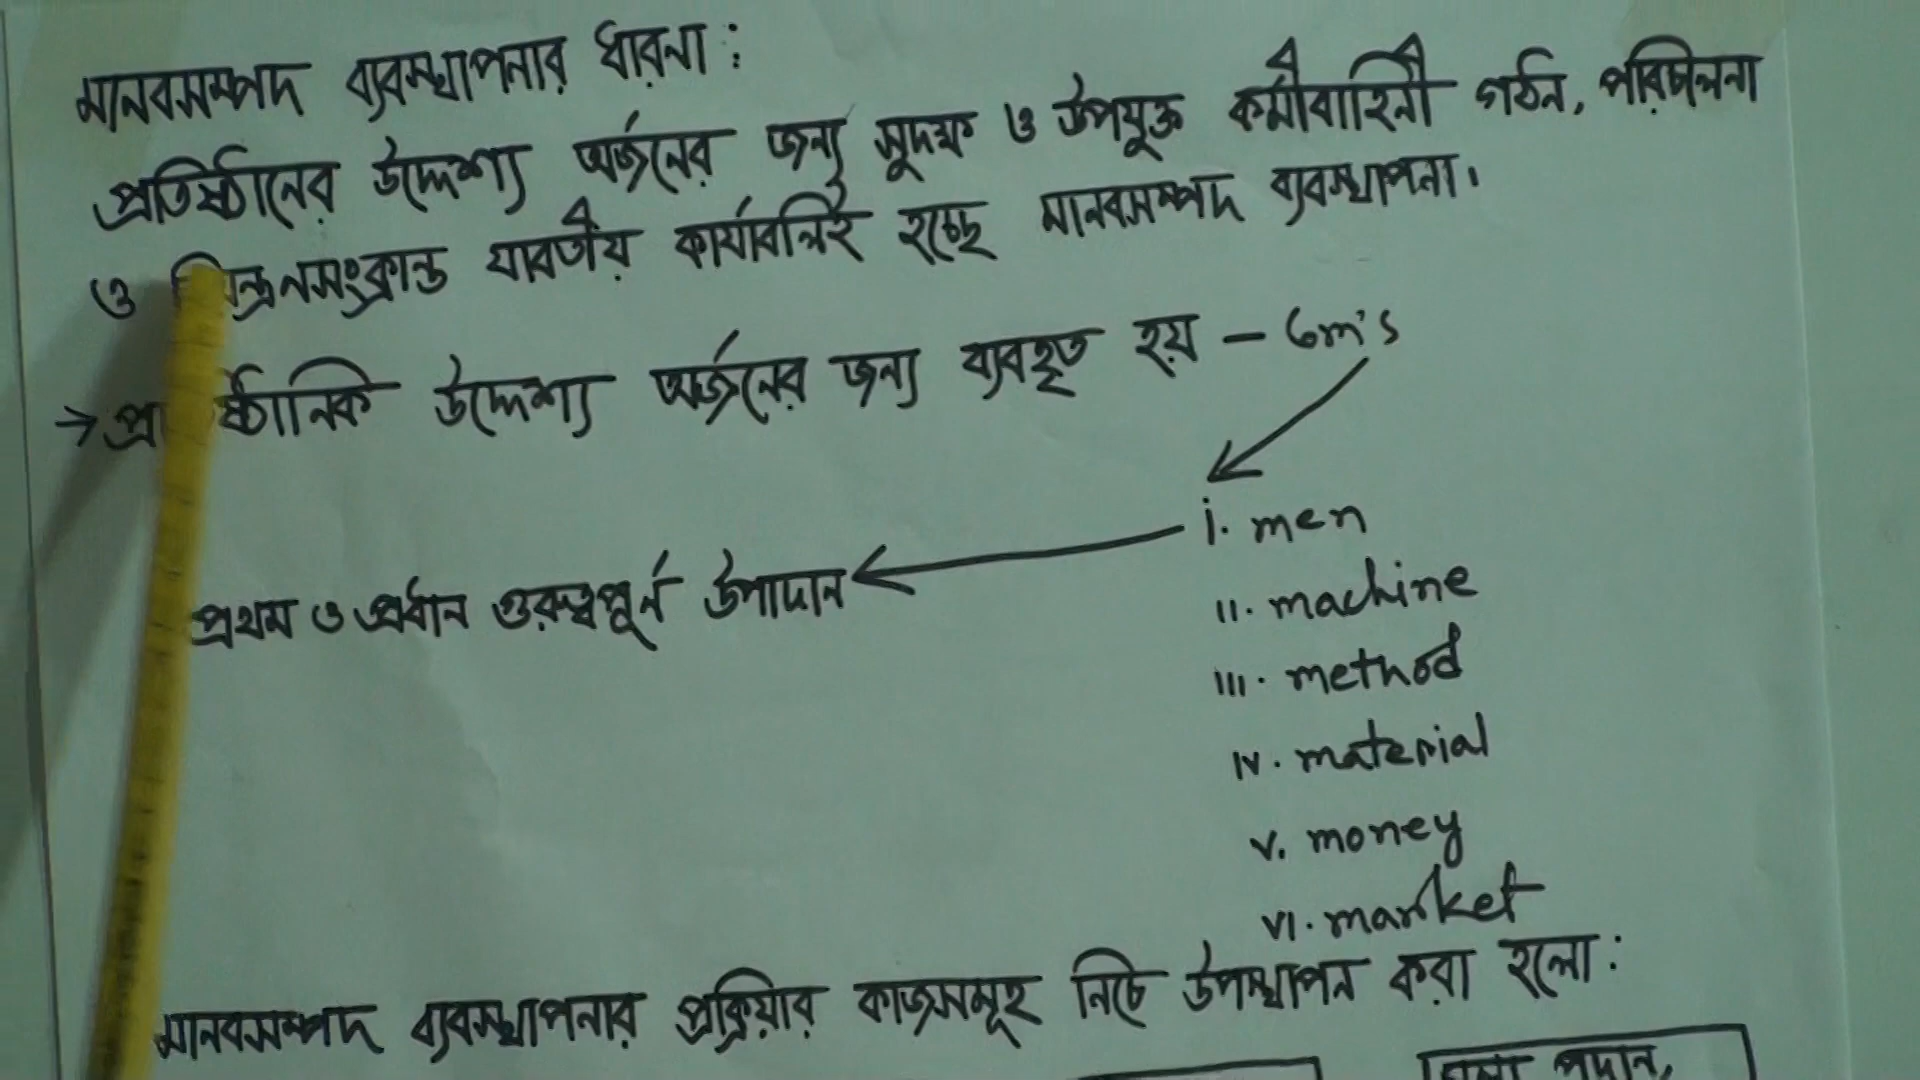 মানবসম্পদ ব্যবস্থাপনার ধারনা :
প্রতিষ্ঠানের উদ্দেশ্য অর্জনের জন্য সুদক্ষ ও উপযুক্ত কর্মীবাহিনী গঠন, পরিচালনা
ও নিয়ন্ত্রনসংক্রান্ত যাবতীয় কার্যাবলিই হচ্ছে মানবসম্পদ ব্যবস্থাপনা।
→ প্রাতিষ্ঠানিক উদ্দেশ্য অর্জনের জন্য ব্যবহৃত হয় – 6m's
i. men
প্রথম ও প্রধান গুরুত্বপূর্ন উপাদান
ii. machine
iii. method
iv. material
v. money
vi. market
মানবসম্পদ ব্যবস্থাপনার প্রক্রিয়ার কাজসমূহ নিচে উপস্থাপন করা হলো :